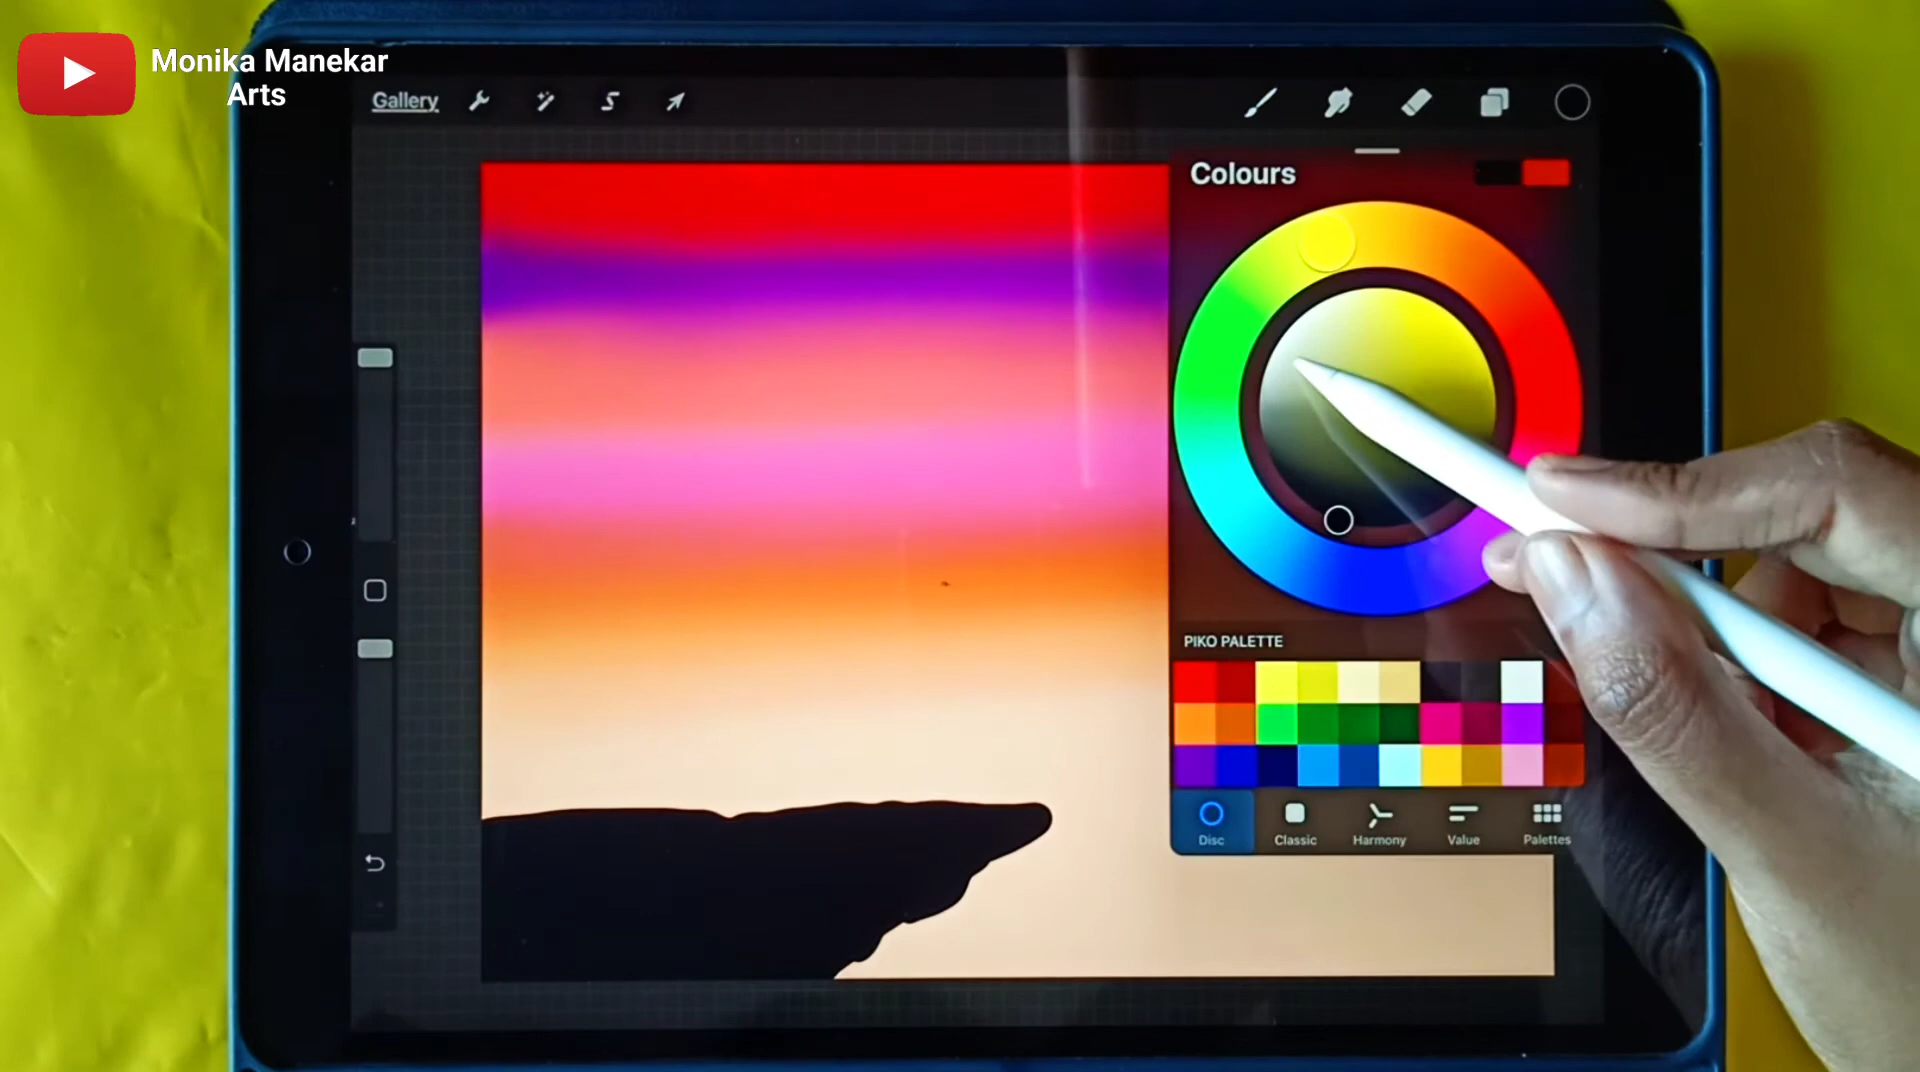 Monika Manekar
Arts
Gallery
Colours
PIKO PALETTE
Disc
Classic
Harmony
Value
Palettes